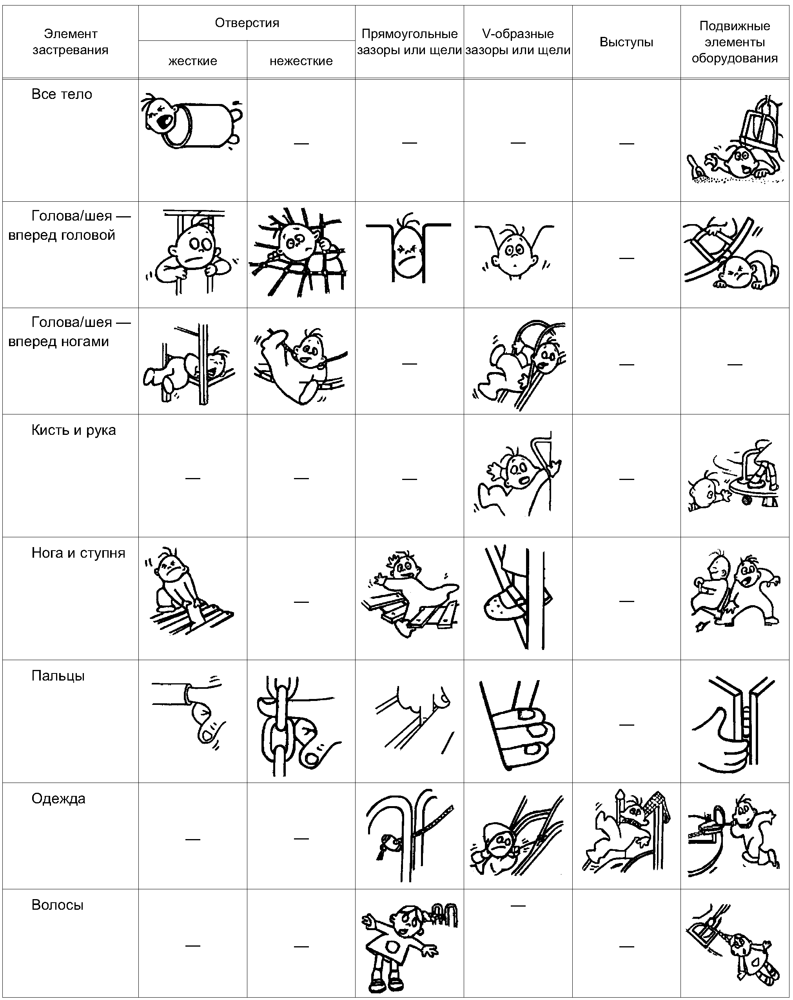 Элемент
застревания
Отверстия
жесткие
нежесткие
Прямоугольные
зазоры или щели
V-образные
зазоры или щели
Выступы
Подвижные
элементы
оборудования
Все тело
— — — —
Голова/шея —
вперед головой
—
Голова/шея —
вперед ногами
— — —
Кисть и рука
— — — —
Нога и ступня
— —
Пальцы
—
Одежда
— —
Волосы
— — — —